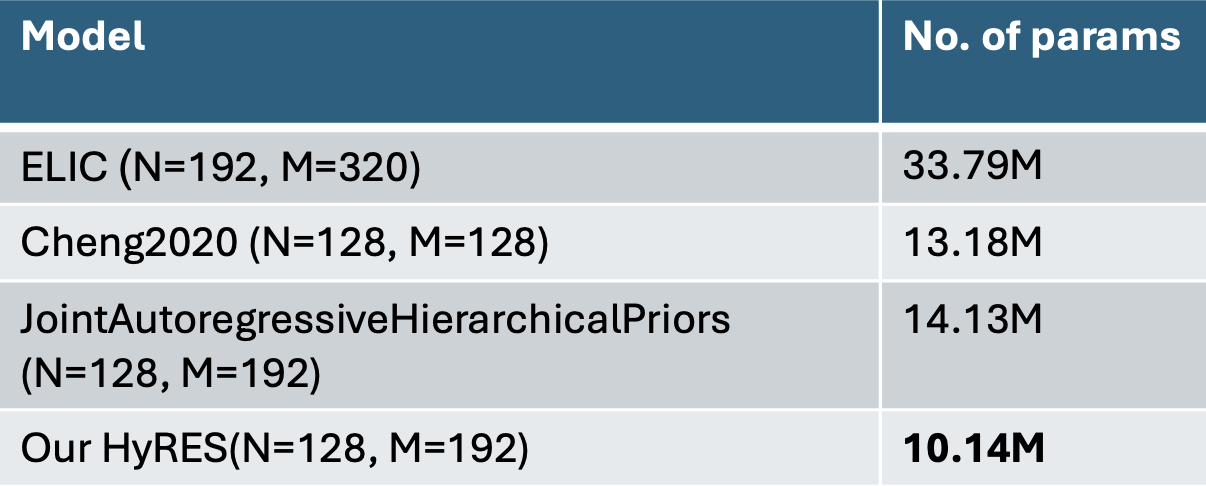 Model No. of params
ELIC (N=192, M=320) 33.79M
Cheng2020 (N=128, M=128) 13.18M
JointAutoregressiveHierarchicalPriors 14.13M
(N=128, M=192)
Our HyRES(N=128, M=192) 10.14M